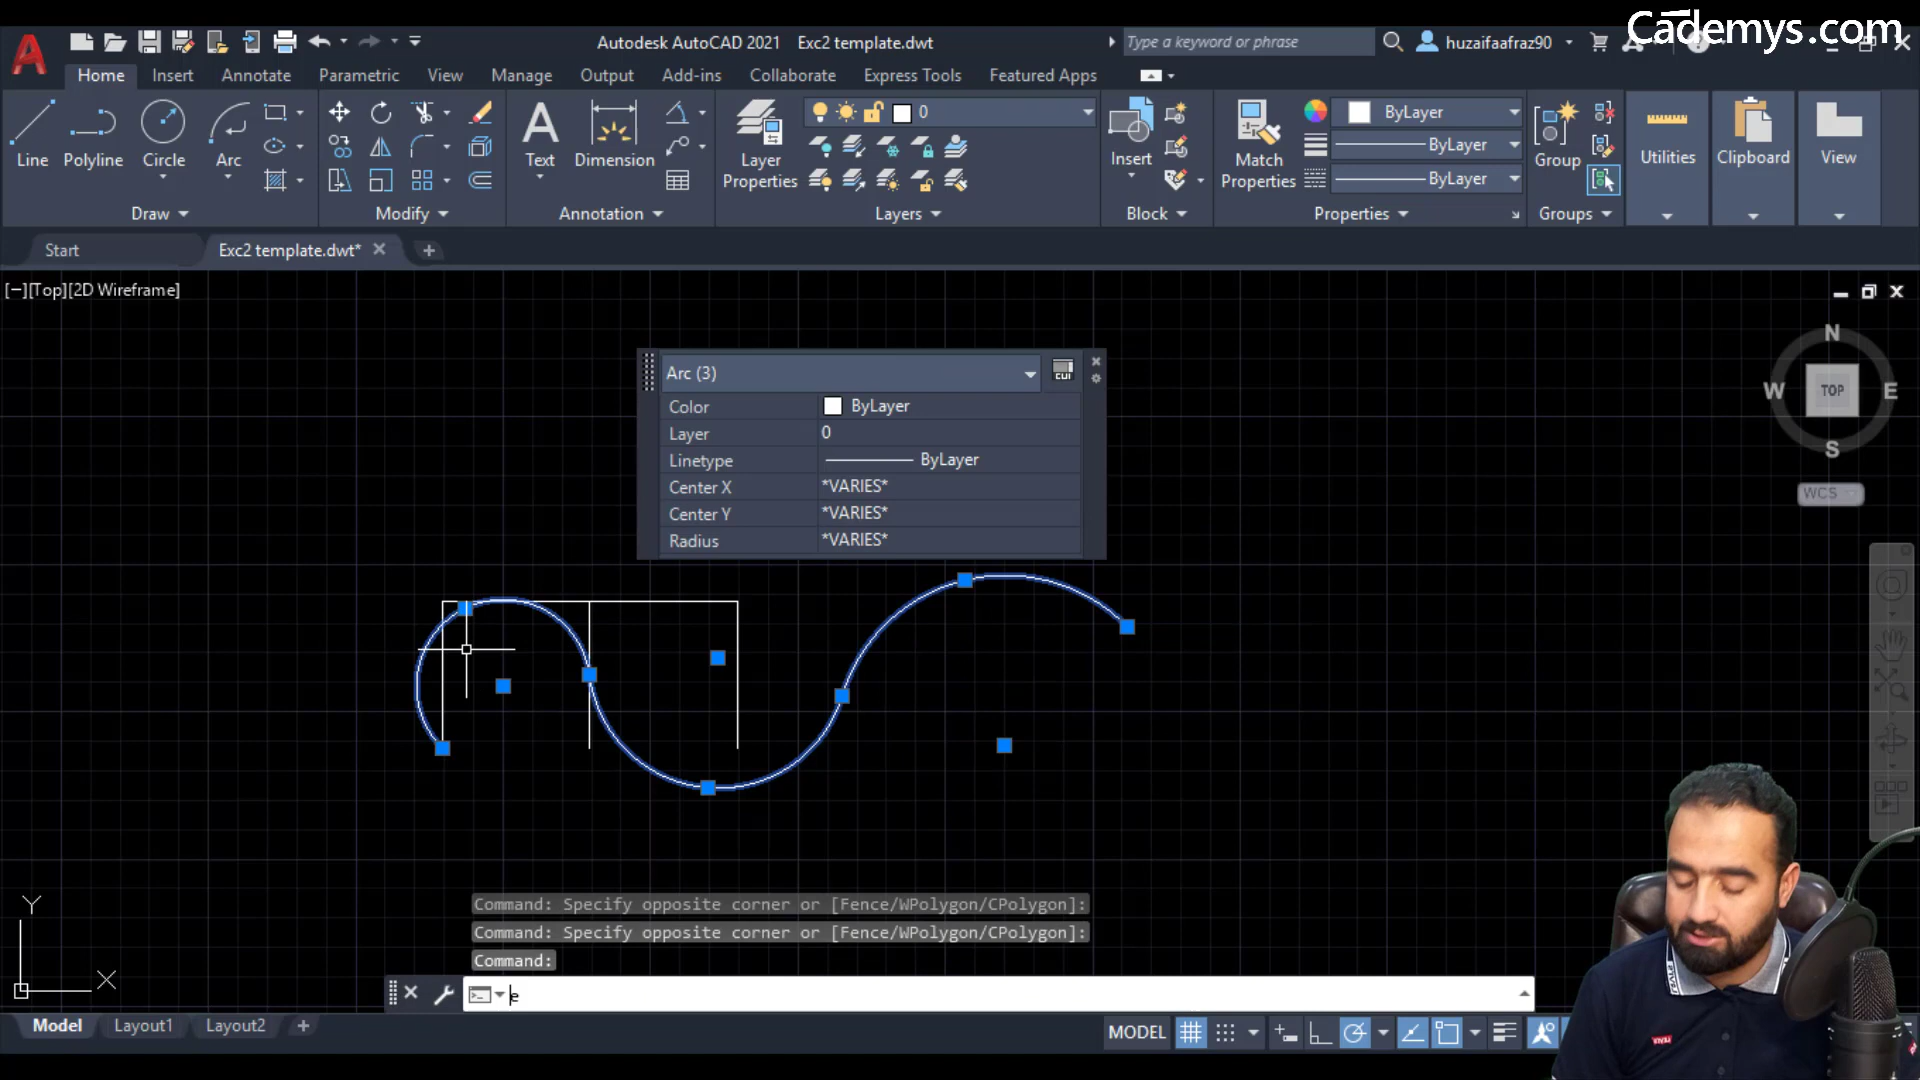 Cademys.com
Autodesk AutoCAD 2021 Exc2 template.dwt
Type a keyword or phrase
huzaifaafraz90
Home Insert Annotate Parametric View Manage Output Add-ins Collaborate Express Tools Featured Apps
Line Polyline Circle Arc
Draw
Modify
Text Dimension
Annotation
Layer Properties
0
Layers
Insert
Block
Match Properties
ByLayer
ByLayer
ByLayer
Properties
Group
Groups
Utilities
Clipboard
View
Start
Exc2 template.dwt*
[−][Top][2D Wireframe]
N
W TOP E
S
WCS
Arc (3)
CUI
Color ByLayer
Layer 0
Linetype ByLayer
Center X *VARIES*
Center Y *VARIES*
Radius *VARIES*
Y
X
Command: Specify opposite corner or [Fence/WPolygon/CPolygon]:
Command: Specify opposite corner or [Fence/WPolygon/CPolygon]:
Command:
e
Model Layout1 Layout2
MODEL